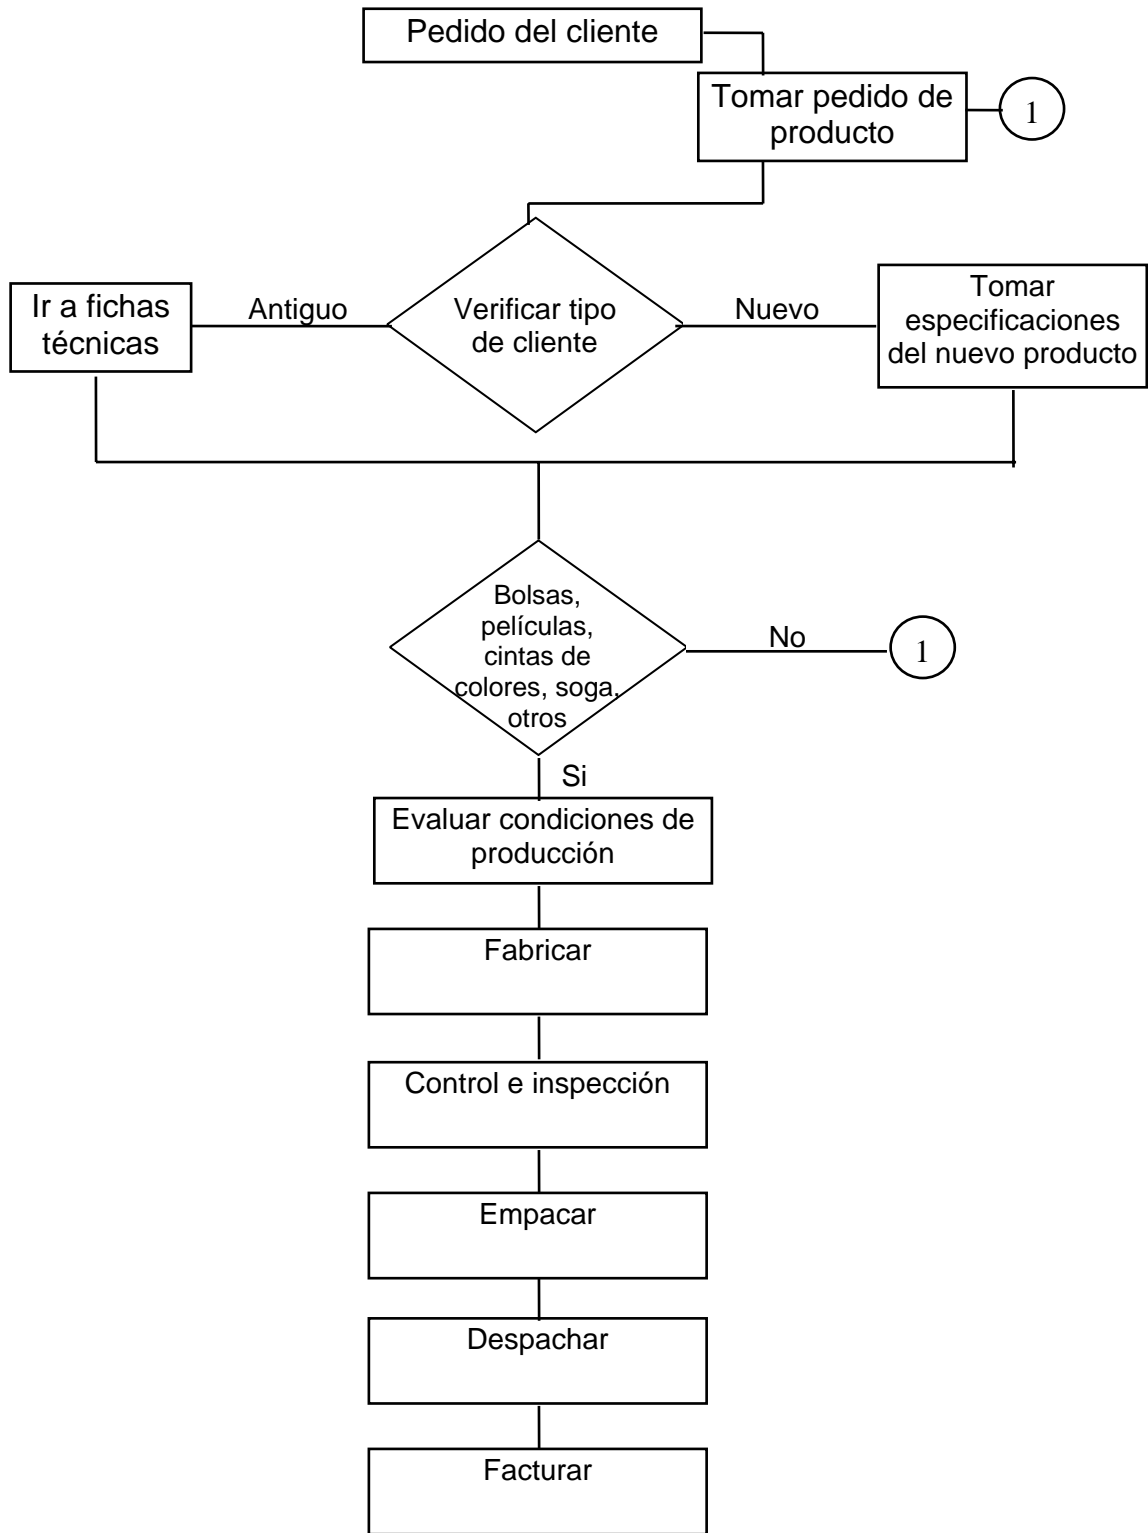 Pedido del cliente
Tomar pedido de
producto
1
Ir a fichas
técnicas
Antiguo
Verificar tipo
de cliente
Nuevo
Tomar
especificaciones
del nuevo producto
Bolsas,
películas,
cintas de
colores, soga,
otros
No
1
Si
Evaluar condiciones de
producción
Fabricar
Control e inspección
Empacar
Despachar
Facturar